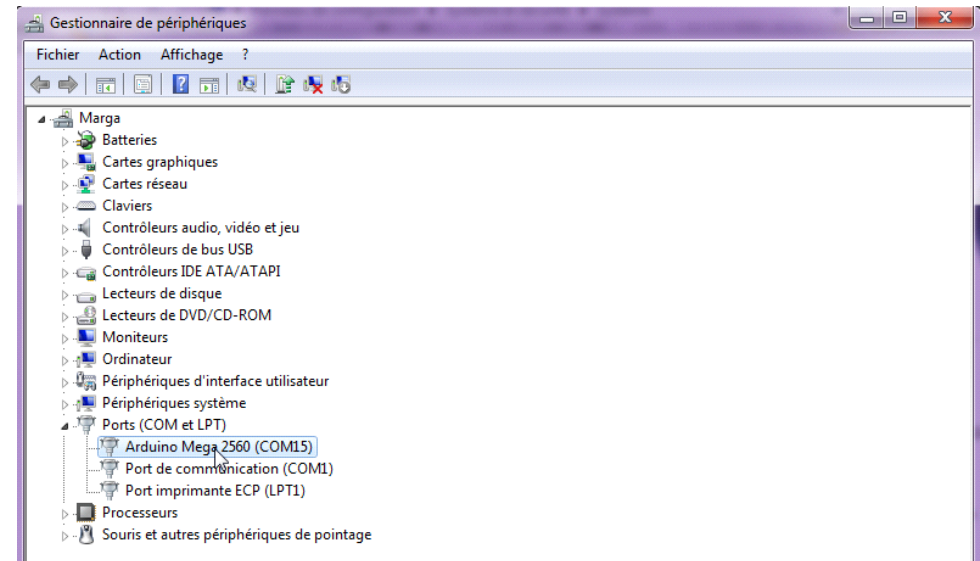 Gestionnaire de périphériques
Fichier Action Affichage ?
Marga
Batteries
Cartes graphiques
Cartes réseau
Claviers
Contrôleurs audio, vidéo et jeu
Contrôleurs de bus USB
Contrôleurs IDE ATA/ATAPI
Lecteurs de disque
Lecteurs de DVD/CD-ROM
Moniteurs
Ordinateur
Périphériques d'interface utilisateur
Périphériques système
Ports (COM et LPT)
Arduino Mega 2560 (COM15)
Port de communication (COM1)
Port imprimante ECP (LPT1)
Processeurs
Souris et autres périphériques de pointage